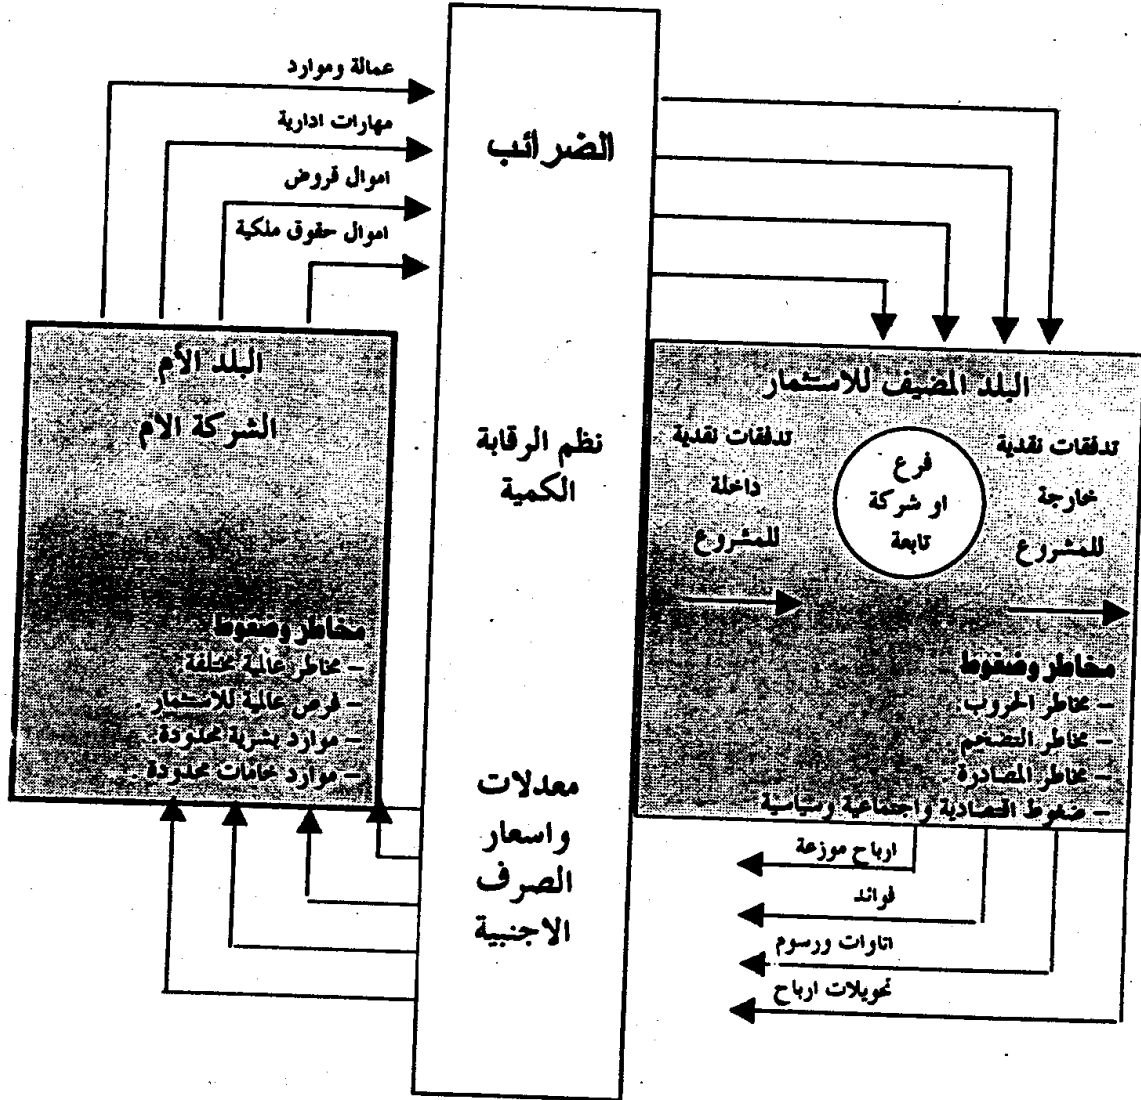 عمالة وموارد
مهارات ادارية
اموال قروض
اموال حقوق ملكية
الضرائب
نظم الرقابة
الكمية
معدلات
واسعار
الصرف
الاجنبية
البلد الأم
الشركة الأم
مخاطر وضغوط
– مخاطر عالمية مختلفة.
– فرص عالمية للاستثمار.
– موارد بشرية محدودة.
– موارد خامات محدودة.
البلد المضيف للاستثمار
تدفقات نقدية
خارجة
للمشروع
فرع
او شركة
تابعة
تدفقات نقدية
داخلة
للمشروع
مخاطر وضغوط
– مخاطر الحروب.
– مخاطر التضخم.
– مخاطر المصادرة
– ضغوط اقتصادية واجتماعية وسياسية
ارباح موزعة
فوائد
اتاوات ورسوم
تحويلات ارباح